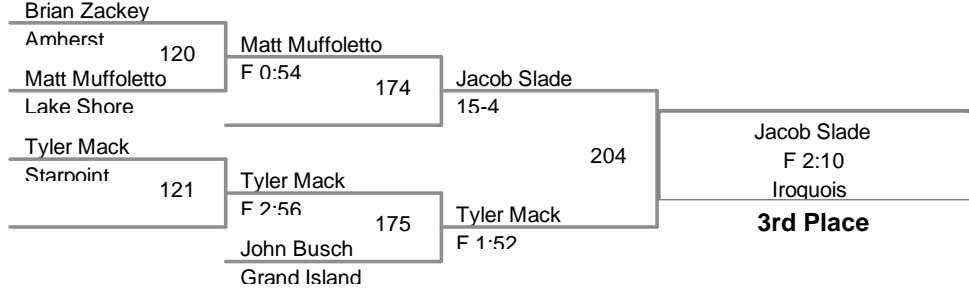 Brian Zackey
Amherst
120
Matt Muffoletto
Lake Shore
Tyler Mack
Starpoint
121
Matt Muffoletto
F 0:54
174
Tyler Mack
F 2:56
175
John Busch
Grand Island
Jacob Slade
15-4
204
Tyler Mack
F 1:52
Jacob Slade
F 2:10
Iroquois
3rd Place